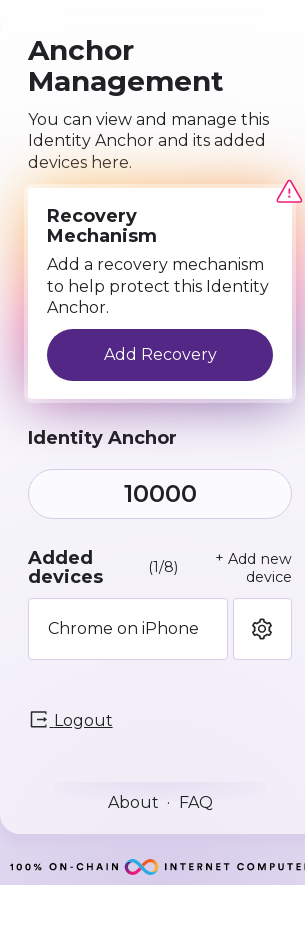 Anchor
Management
You can view and manage this
Identity Anchor and its added
devices here.
Recovery
Mechanism
Add a recovery mechanism
to help protect this Identity
Anchor.
Add Recovery
Identity Anchor
10000
Added
devices
(1/8)
+ Add new
device
Chrome on iPhone
Logout
About · FAQ
100% ON-CHAIN INTERNET COMPUTE